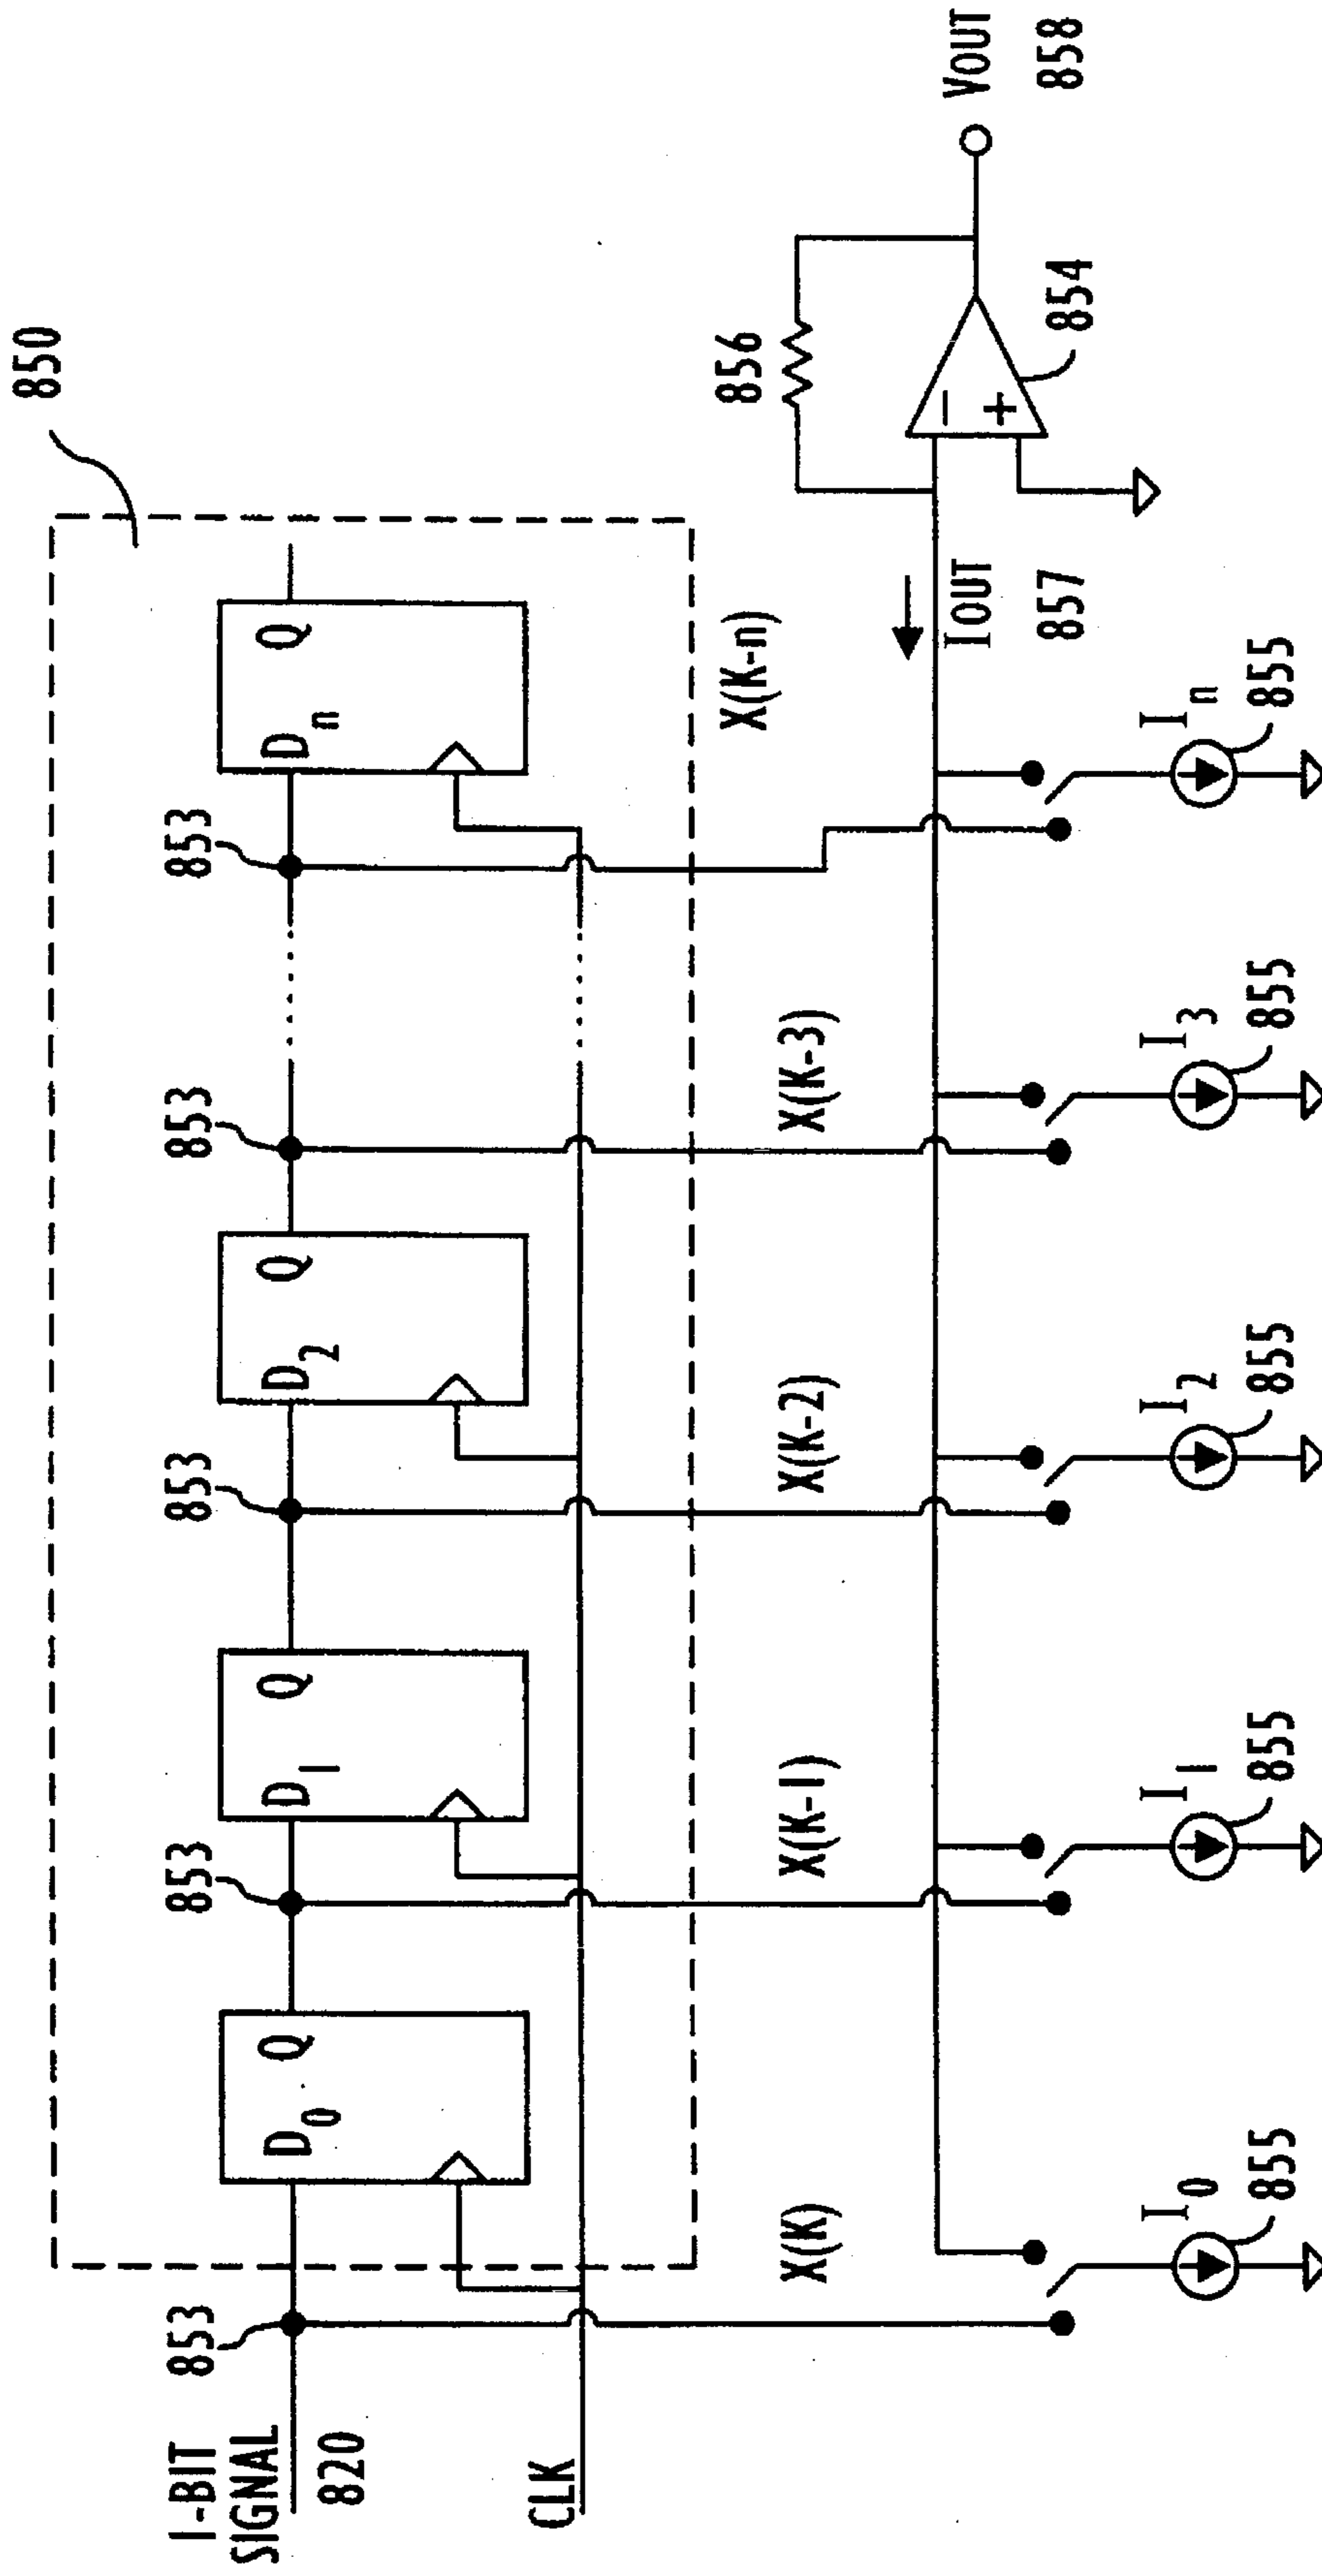 850
853
853
853
853
853
1-BIT
SIGNAL
820
CLK
D0 Q
D1 Q
D2 Q
Dn Q
X(K)
X(K-1)
X(K-2)
X(K-3)
X(K-n)
856
IOUT
857
−
+
854
VOUT
858
I0
855
I1
855
I2
855
I3
855
In
855